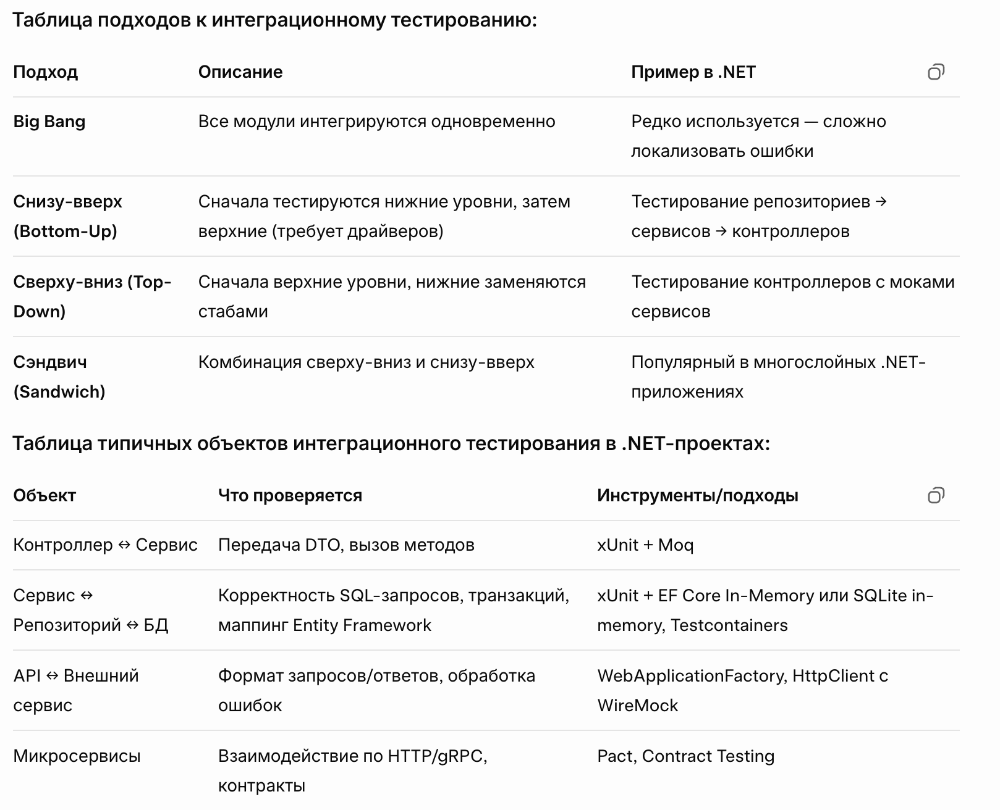 Таблица подходов к интеграционному тестированию:
Подход Описание Пример в .NET
Big Bang Все модули интегрируются одновременно Редко используется — сложно
локализовать ошибки
Снизу-вверх Сначала тестируются нижние уровни, затем Тестирование репозиториев →
(Bottom-Up) верхние (требует драйверов) сервисов → контроллеров
Сверху-вниз (Top- Сначала верхние уровни, нижние заменяются Тестирование контроллеров с моками
Down) стабами сервисов
Сэндвич Комбинация сверху-вниз и снизу-вверх Популярный в многослойных .NET-
(Sandwich) приложениях
Таблица типичных объектов интеграционного тестирования в .NET-проектах:
Объект Что проверяется Инструменты/подходы
Контроллер ↔ Сервис Передача DTO, вызов методов xUnit + Moq
Сервис ↔ Корректность SQL-запросов, транзакций, xUnit + EF Core In-Memory или SQLite in-
Репозиторий ↔ БД маппинг Entity Framework memory, Testcontainers
API ↔ Внешний Формат запросов/ответов, обработка WebApplicationFactory, HttpClient с
сервис ошибок WireMock
Микросервисы Взаимодействие по HTTP/gRPC, Pact, Contract Testing
контракты